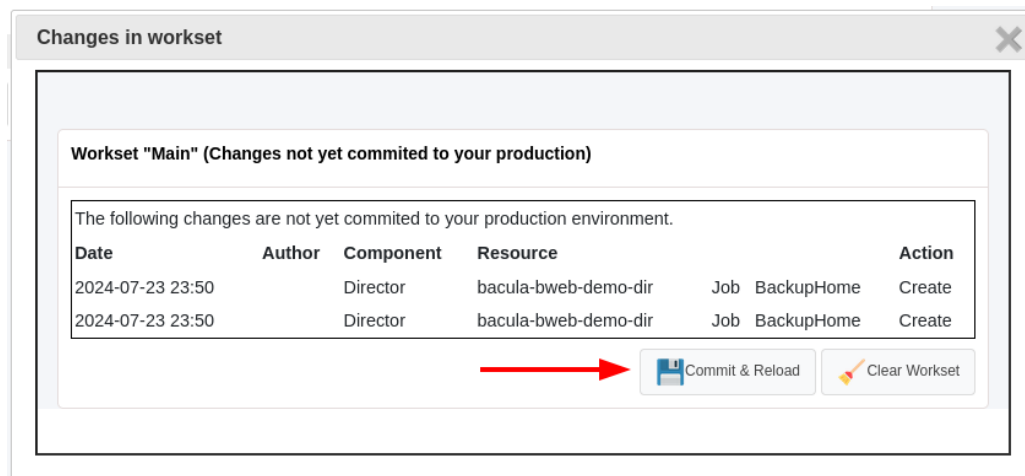 Changes in workset
Workset "Main" (Changes not yet commited to your production)
The following changes are not yet commited to your production environment.
Date Author Component Resource Action
2024-07-23 23:50 Director bacula-bweb-demo-dir Job BackupHome Create
2024-07-23 23:50 Director bacula-bweb-demo-dir Job BackupHome Create
Commit & Reload Clear Workset